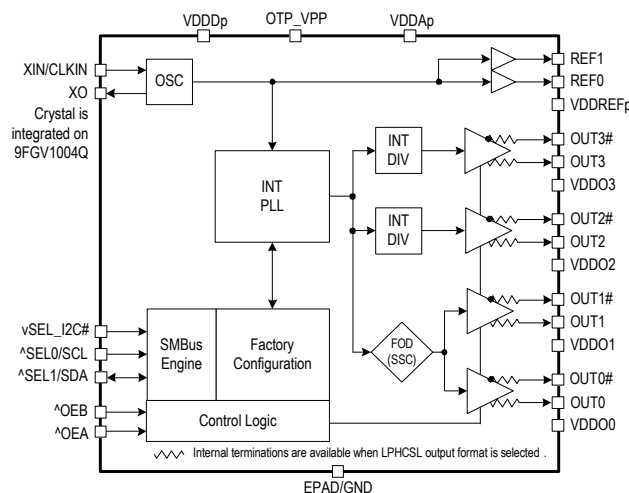 VDDDp
OTP_VPP
VDDAp
XIN/CLKIN
XO
Crystal is
integrated on
9FGV1004Q
OSC
REF1
REF0
VDDREFp
INT
PLL
INT
DIV
OUT3#
OUT3
VDDO3
INT
DIV
OUT2#
OUT2
VDDO2
vSEL_I2C#
^SEL0/SCL
^SEL1/SDA
^OEB
^OEA
SMBus
Engine
Factory
Configuration
Control Logic
FOD
(SSC)
OUT1#
OUT1
VDDO1
OUT0#
OUT0
VDDO0
Internal terminations are available when LPHCSL output format is selected .
EPAD/GND